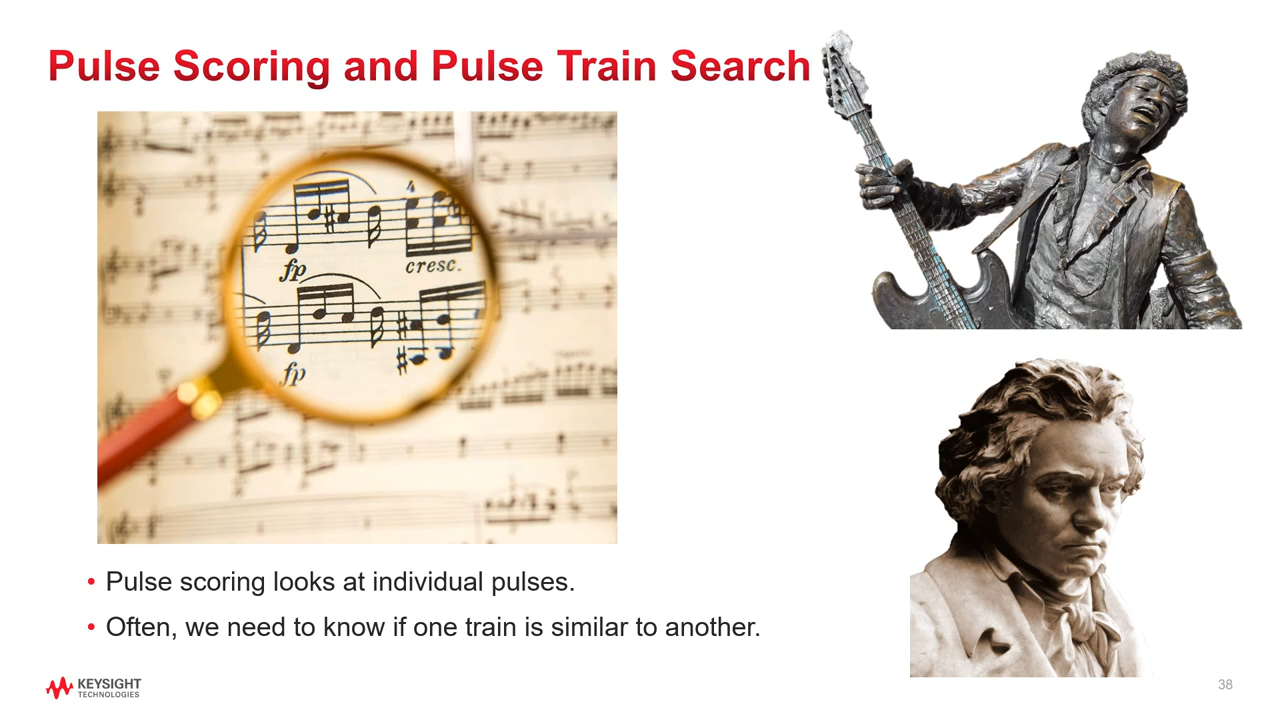 Pulse Scoring and Pulse Train Search
4
fp
cresc.
fp
• Pulse scoring looks at individual pulses.
• Often, we need to know if one train is similar to another.
KEYSIGHT
TECHNOLOGIES
38